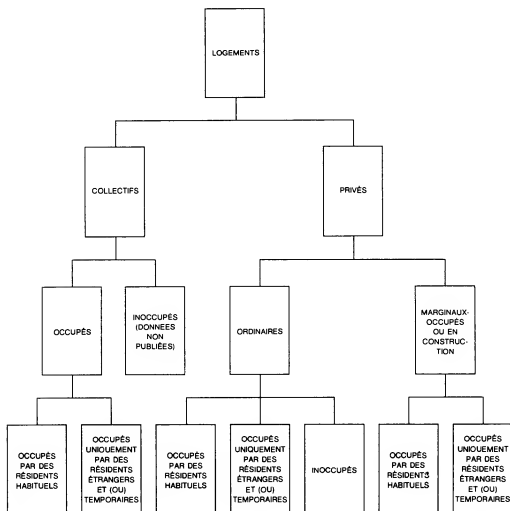 LOGEMENTS
COLLECTIFS
PRIVÉS
OCCUPÉS
INOCCUPÉS
(DONNEES
NON
PUBLIÉES)
ORDINAIRES
MARGINAUX-
OCCUPÉS
OU EN
CONSTRUC-
TION
OCCUPÉS
PAR DES
RÉSIDENTS
HABITUELS
OCCUPÉS
UNIQUEMENT
PAR DES
RÉSIDENTS
ÉTRANGERS
ET (OU)
TEMPORAIRES
OCCUPÉS
PAR DES
RÉSIDENTS
HABITUELS
OCCUPÉS
UNIQUEMENT
PAR DES
RÉSIDENTS
ÉTRANGERS
ET (OU)
TEMPORAIRES
INOCCUPÉS
OCCUPÉS
PAR DES
RÉSIDENTS
HABITUELS
OCCUPÉS
UNIQUEMENT
PAR DES
RÉSIDENTS
ÉTRANGERS
ET (OU)
TEMPORAIRES